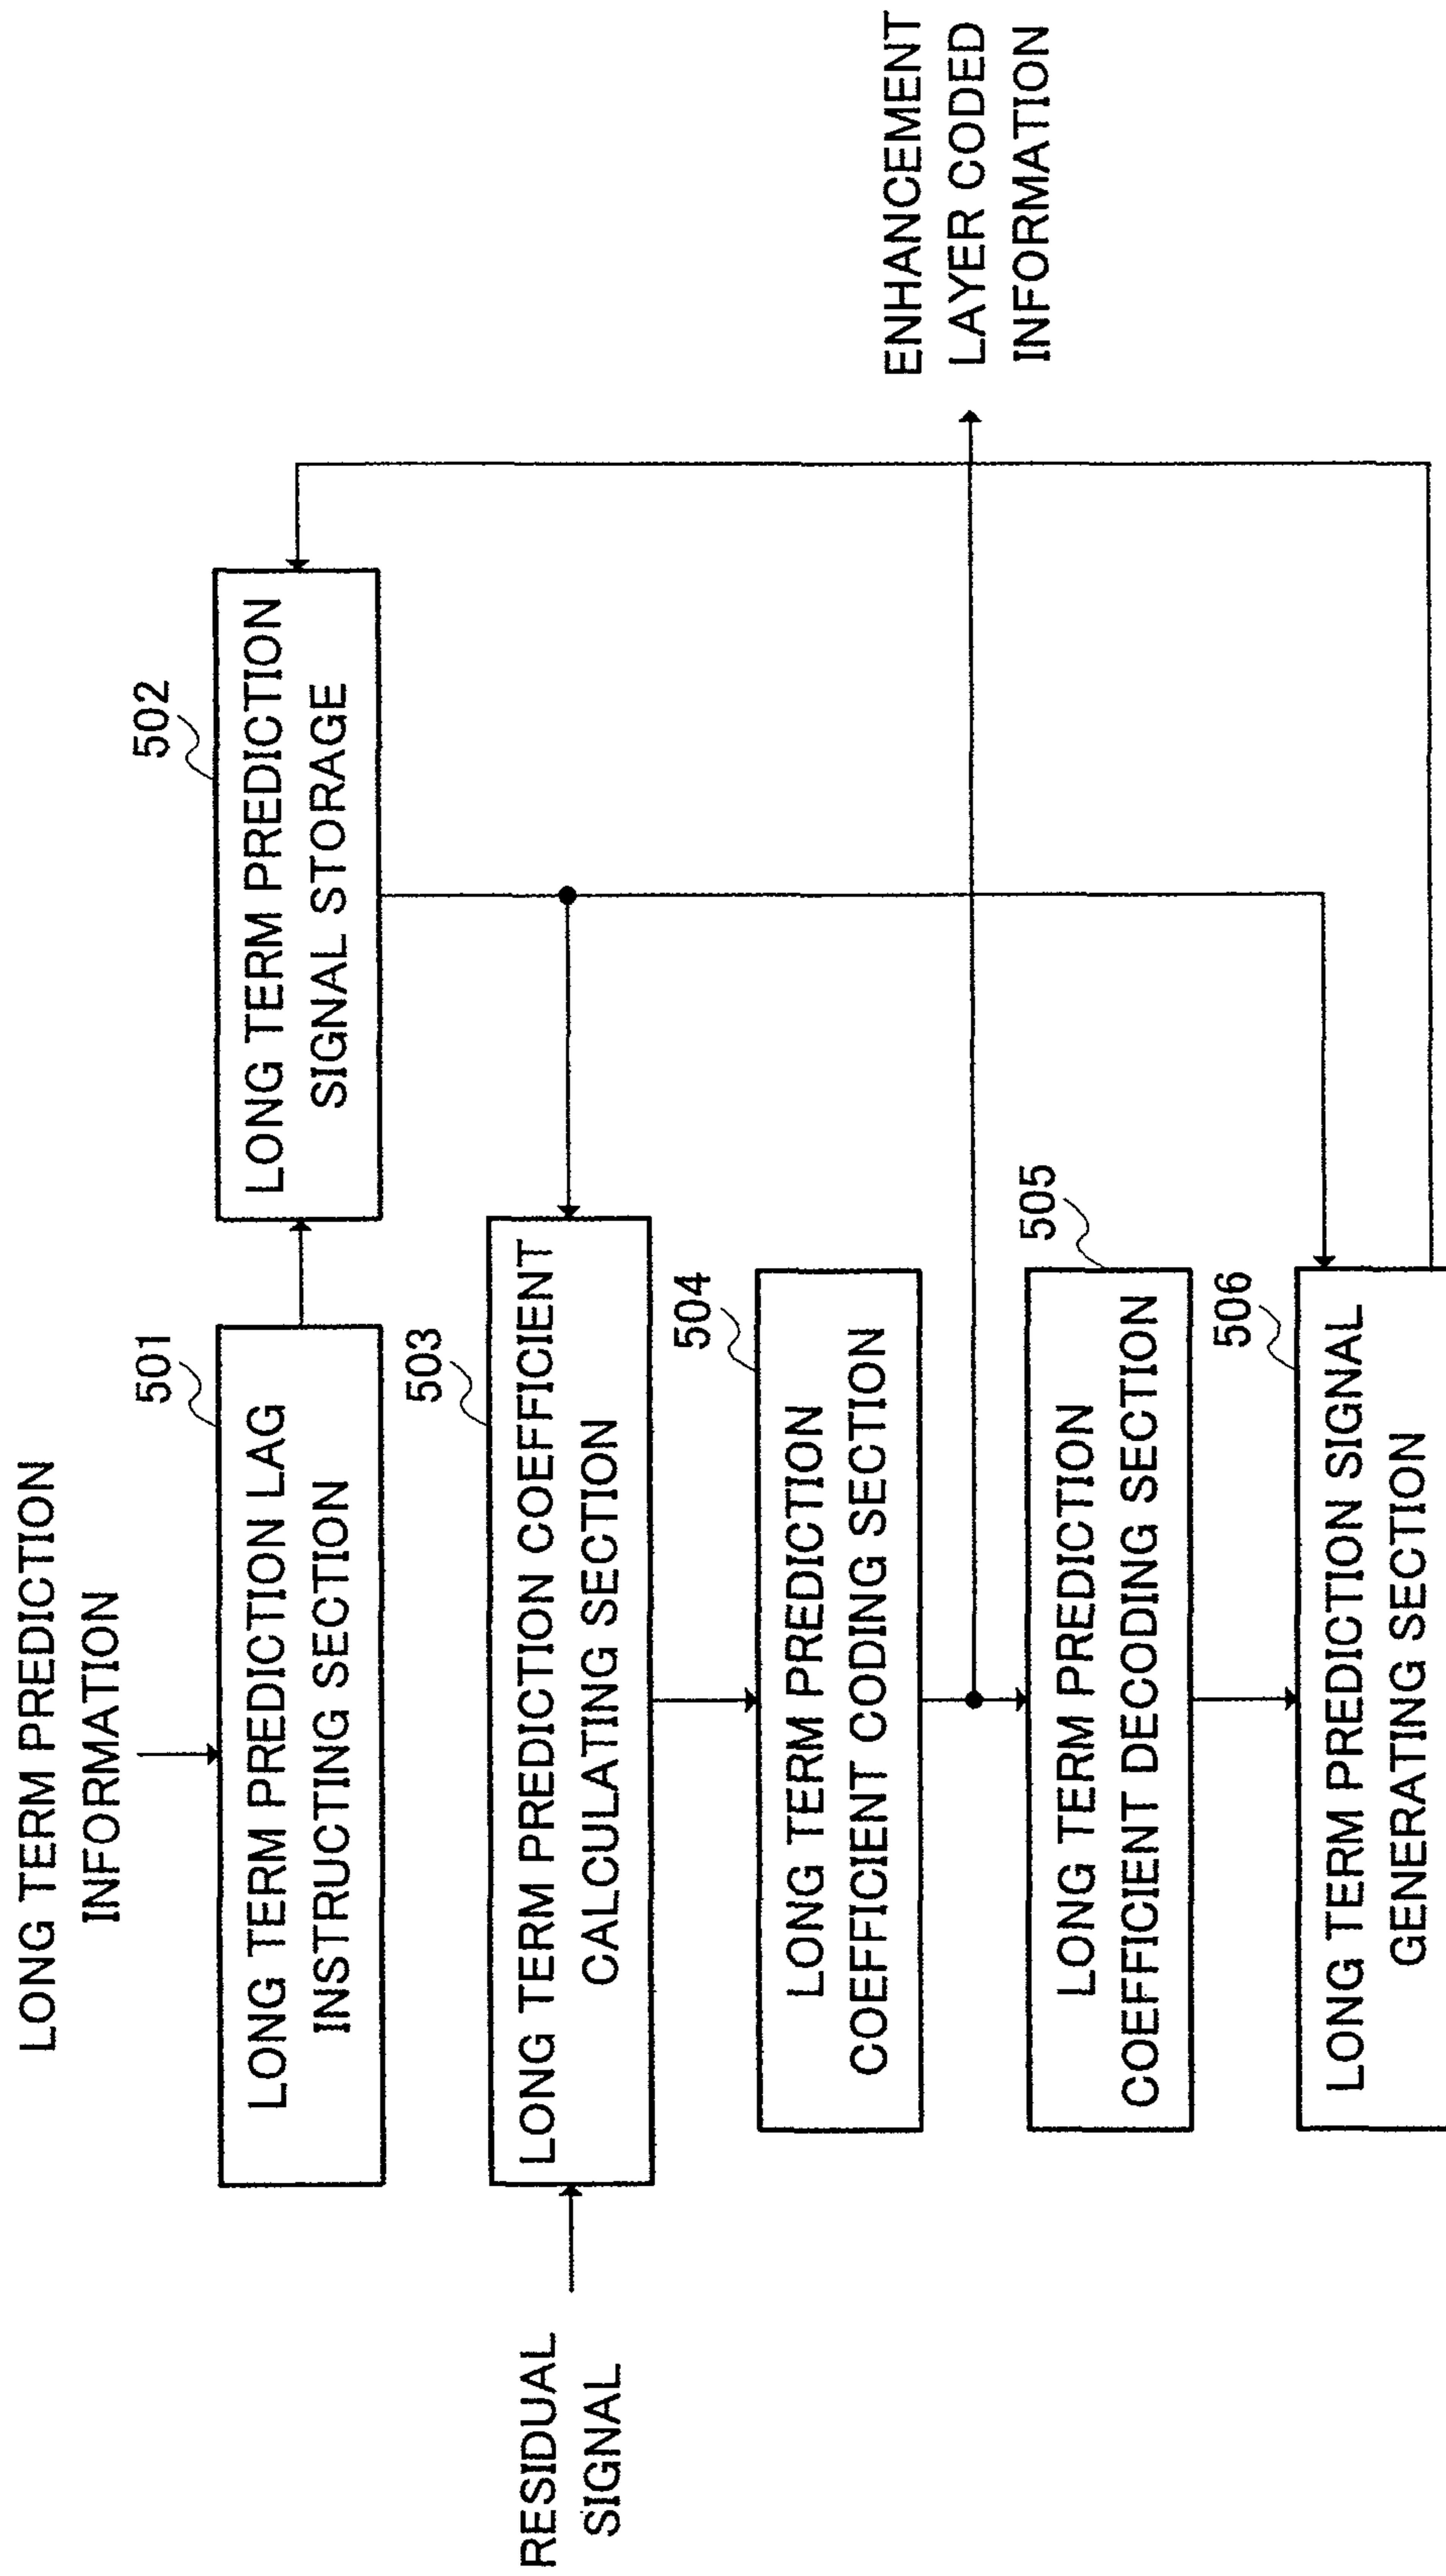 LONG TERM PREDICTION
INFORMATION
501
LONG TERM PREDICTION LAG
INSTRUCTING SECTION
502
LONG TERM PREDICTION
SIGNAL STORAGE
RESIDUAL
SIGNAL
503
LONG TERM PREDICTION COEFFICIENT
CALCULATING SECTION
504
LONG TERM PREDICTION
COEFFICIENT CODING SECTION
ENHANCEMENT
LAYER CODED
INFORMATION
505
LONG TERM PREDICTION
COEFFICIENT DECODING SECTION
506
LONG TERM PREDICTION SIGNAL
GENERATING SECTION